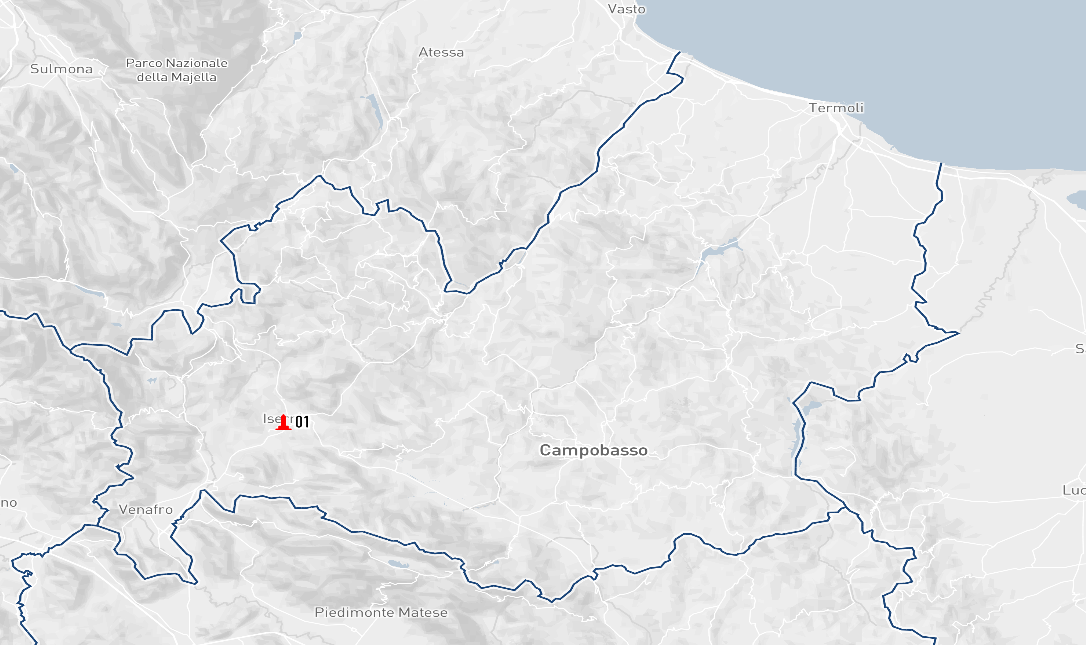 Vasto
Atessa
Sulmona
Parco Nazionale
della Majella
Termoli
01
Campobasso
Venafro
Piedimonte Matese